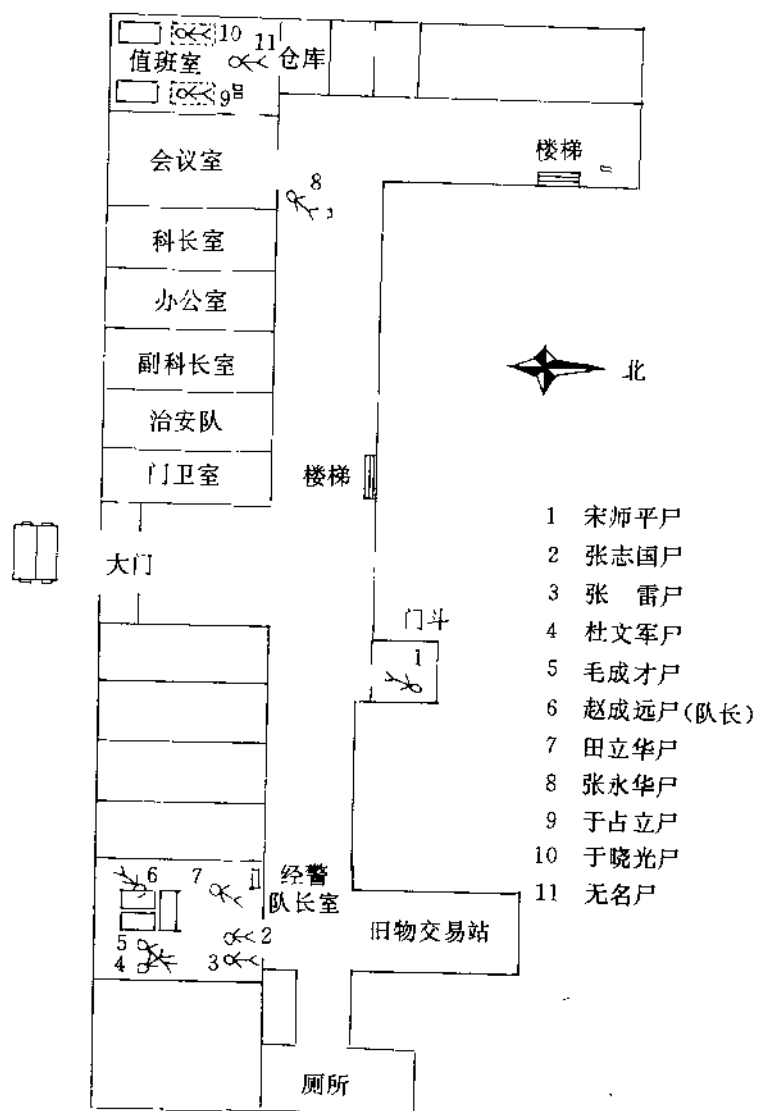 10
11
值班室
仓库
9
会议室
楼梯
8
科长室
办公室
副科长室
北
治安队
门卫室
楼梯
大门
门斗
1
1 宋师平尸
2 张志国尸
3 张 雷尸
4 杜文军尸
5 毛成才尸
6 赵成远尸(队长)
7 田立华尸
8 张永华尸
9 于占立尸
10 于晓光尸
11 无名尸
6
7
经警
队长室
5
2
4
3
旧物交易站
厕所